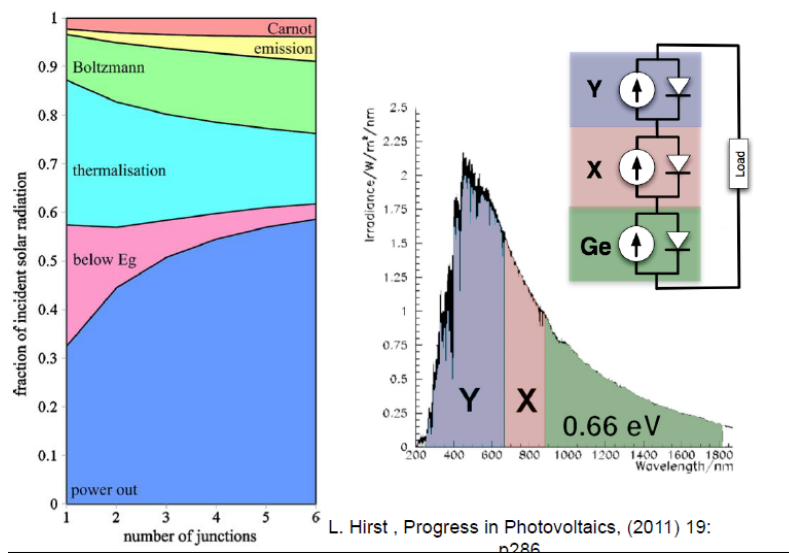 1
0.9
0.8
0.7
0.6
0.5
0.4
0.3
0.2
0.1
0
fraction of incident solar radiation
Carnot
emission
Boltzmann
thermalisation
below Eg
power out
1
2
3
4
5
6
number of junctions
2.5
2.25
2
1.75
1.5
1.25
1
0.75
0.5
0.25
0
Irradiance/W/m²/nm
Y
X
0.66 eV
200
400
600
800
1000
1200
1400
1600
1800
Wavelength/nm
Y
X
Ge
Load
L. Hirst , Progress in Photovoltaics, (2011) 19:
p286